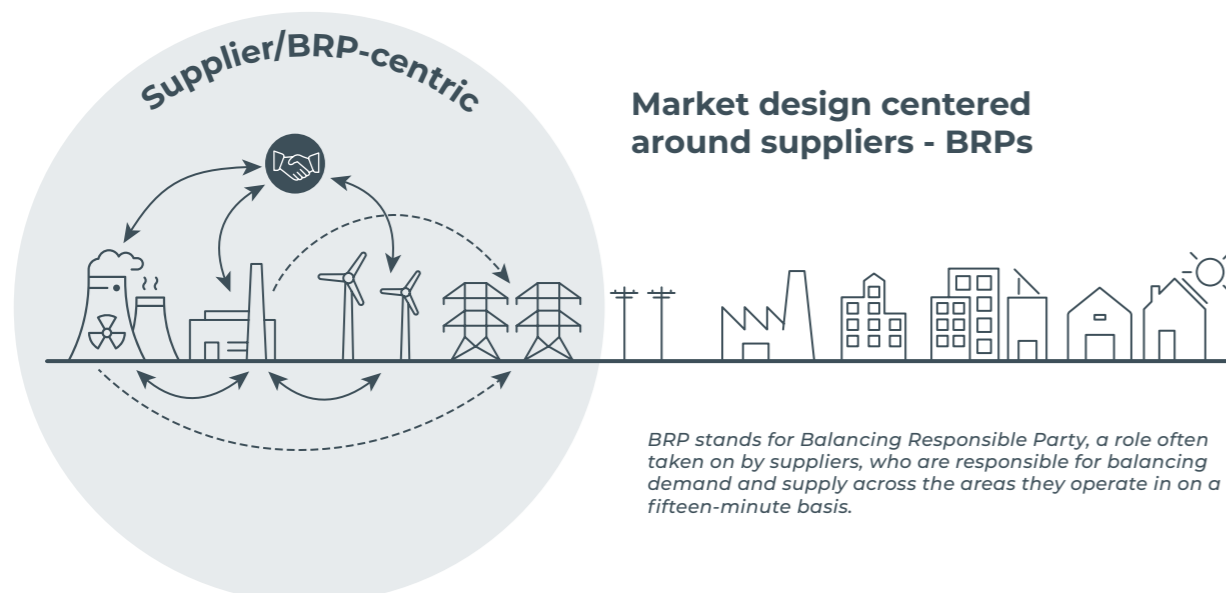 Supplier/BRP-centric
Market design centered
around suppliers - BRPs
BRP stands for Balancing Responsible Party, a role often
taken on by suppliers, who are responsible for balancing
demand and supply across the areas they operate in on a
fifteen-minute basis.